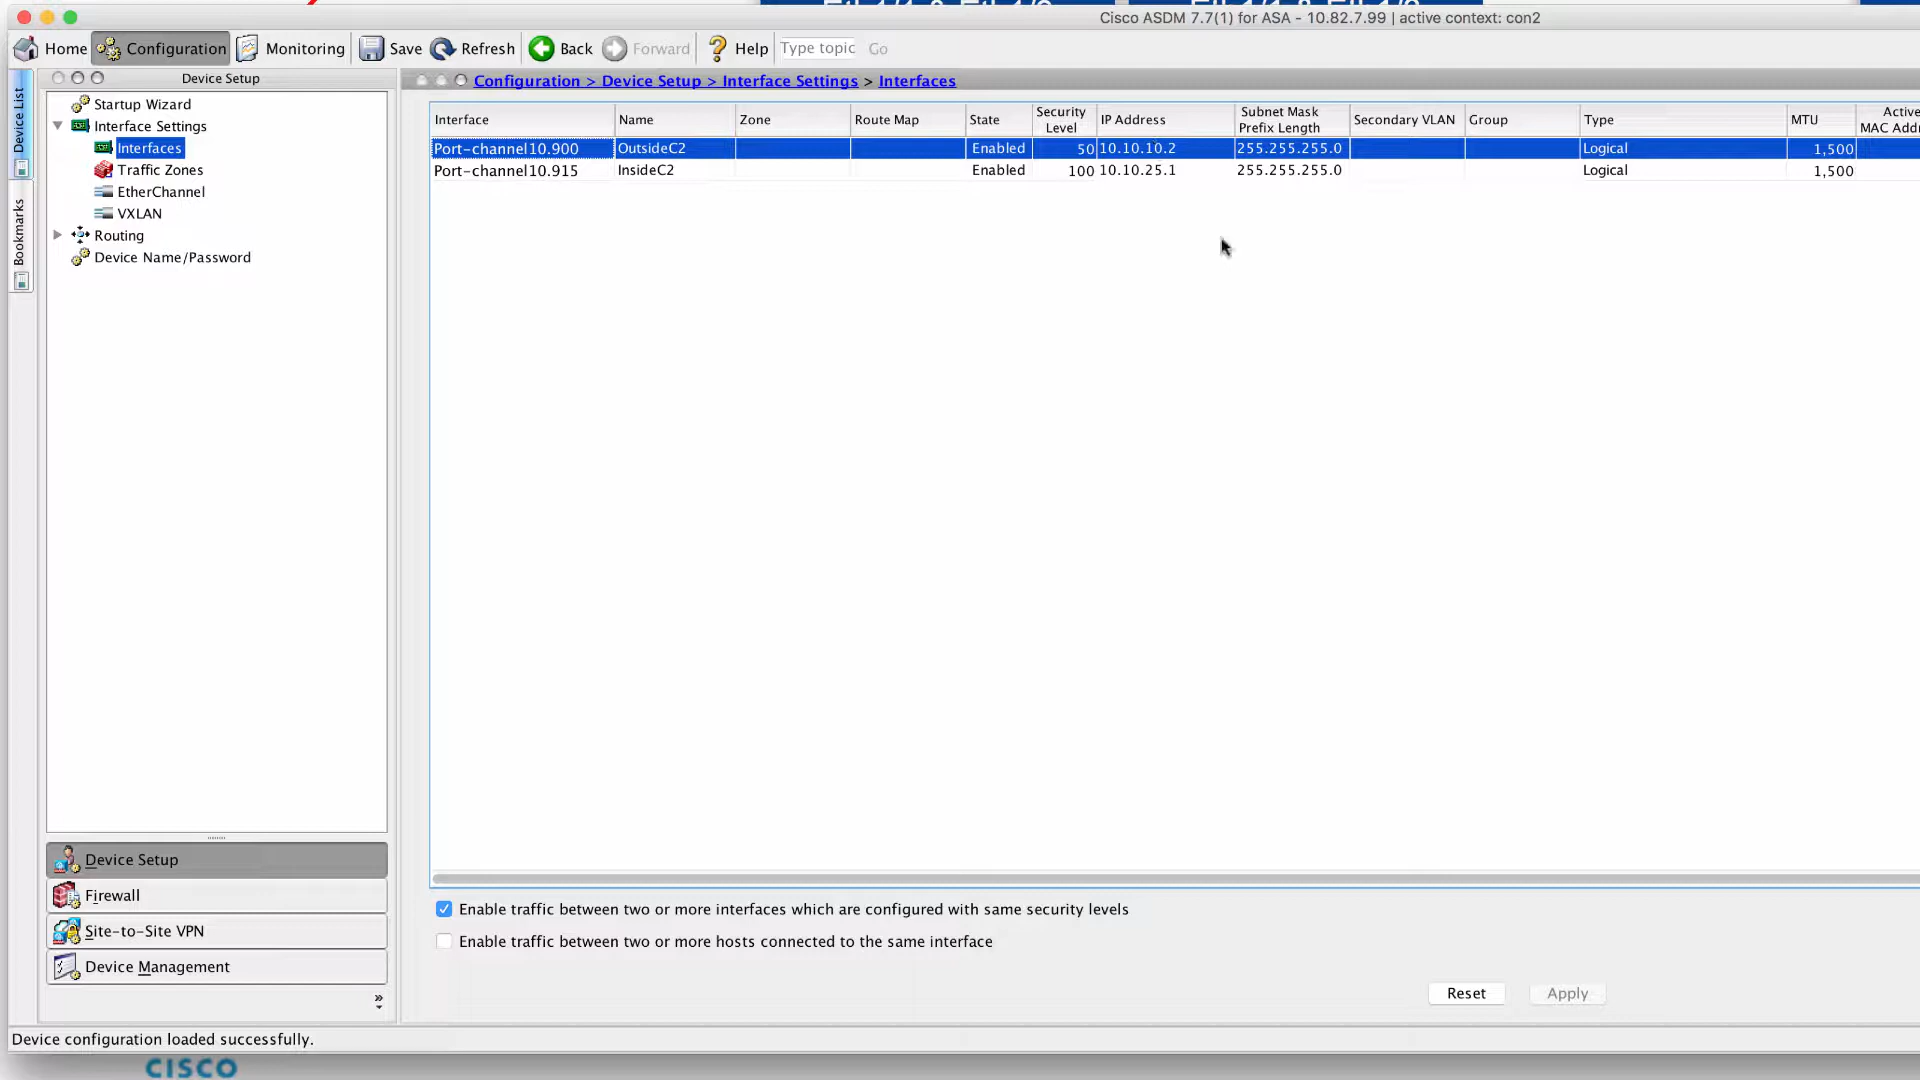 Cisco ASDM 7.7(1) for ASA - 10.82.7.99 | active context: con2
Home Configuration Monitoring Save Refresh Back Forward Help Type topic Go
Device List
Bookmarks
Device Setup
Startup Wizard
Interface Settings
Interfaces
Traffic Zones
EtherChannel
VXLAN
Routing
Device Name/Password
Device Setup
Firewall
Site-to-Site VPN
Device Management
»
Configuration > Device Setup > Interface Settings > Interfaces
Interface Name Zone Route Map State Security Level IP Address Subnet Mask Prefix Length Secondary VLAN Group Type MTU Active MAC Addr
Port-channel10.900 OutsideC2 Enabled 50 10.10.10.2 255.255.255.0 Logical 1,500
Port-channel10.915 InsideC2 Enabled 100 10.10.25.1 255.255.255.0 Logical 1,500
Enable traffic between two or more interfaces which are configured with same security levels
Enable traffic between two or more hosts connected to the same interface
Reset Apply
Device configuration loaded successfully.
CISCO